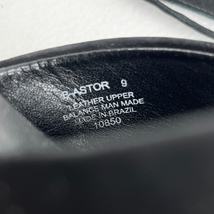 P-ASTOR 9
LEATHER UPPER
BALANCE MAN MADE
MADE IN BRAZIL
10850